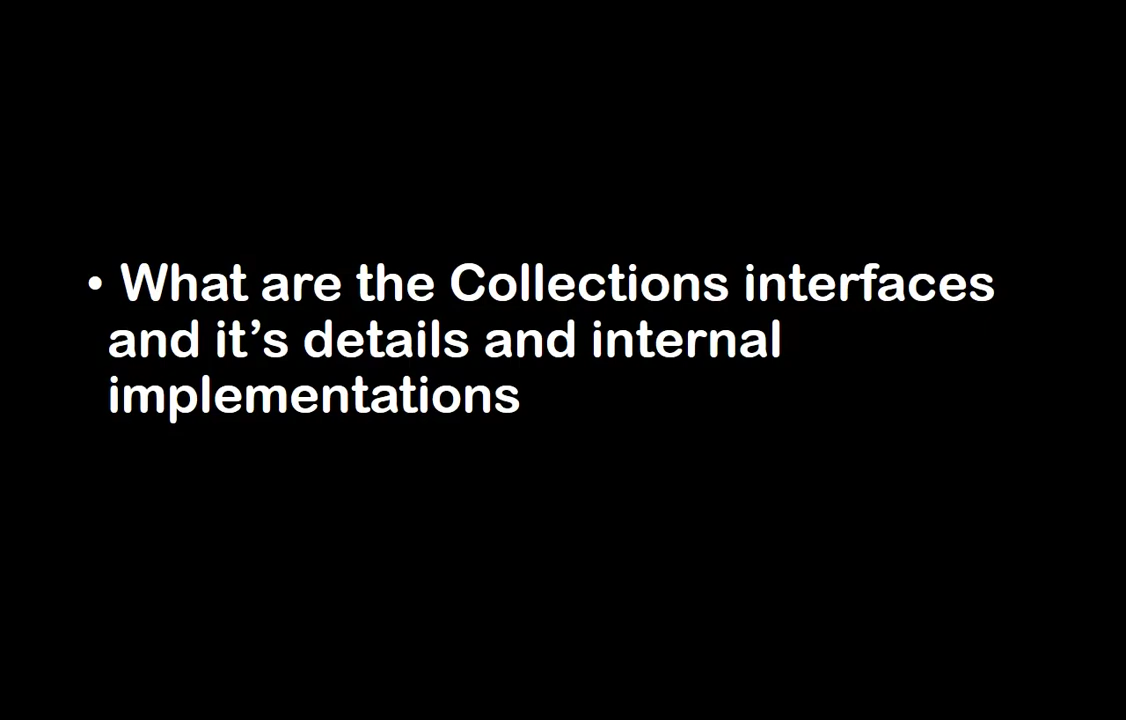 • What are the Collections interfaces
and it’s details and internal
implementations